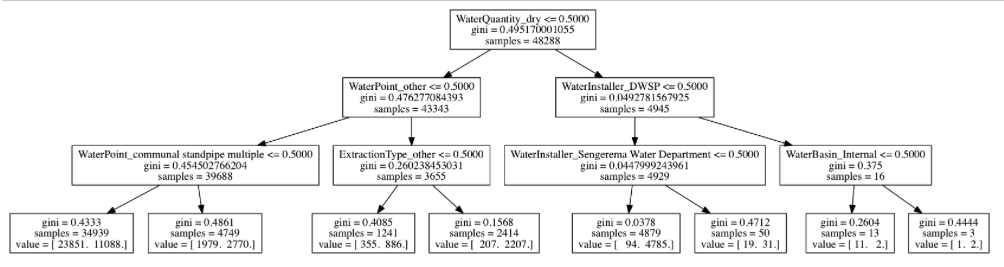 WaterQuantity_dry <= 0.5000
gini = 0.495170001055
samples = 48288
WaterPoint_other <= 0.5000
gini = 0.476277084393
samples = 43343
WaterInstaller_DWSP <= 0.5000
gini = 0.0492781567925
samples = 4945
WaterPoint_communal standpipe multiple <= 0.5000
gini = 0.454502766204
samples = 39688
ExtractionType_other <= 0.5000
gini = 0.260238453031
samples = 3655
WaterInstaller_Sengerema Water Department <= 0.5000
gini = 0.0447999243961
samples = 4929
WaterBasin_Internal <= 0.5000
gini = 0.375
samples = 16
gini = 0.4333
samples = 34939
value = [ 23851. 11088.]
gini = 0.4861
samples = 4749
value = [ 1979. 2770.]
gini = 0.4085
samples = 1241
value = [ 355. 886.]
gini = 0.1568
samples = 2414
value = [ 207. 2207.]
gini = 0.0378
samples = 4879
value = [ 94. 4785.]
gini = 0.4712
samples = 50
value = [ 19. 31.]
gini = 0.2604
samples = 13
value = [ 11. 2.]
gini = 0.4444
samples = 3
value = [ 1. 2.]